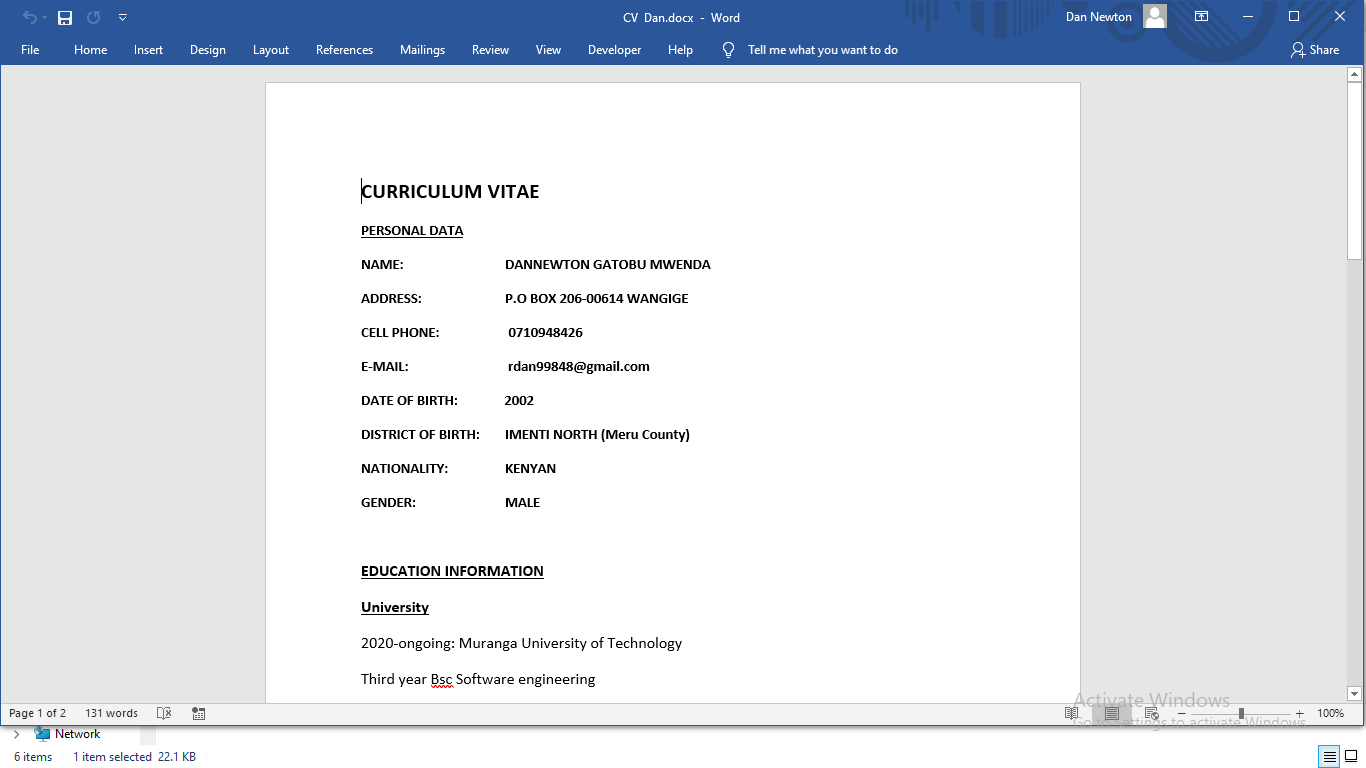 CV Dan.docx - Word
Dan Newton
File Home Insert Design Layout References Mailings Review View Developer Help Tell me what you want to do Share
CURRICULUM VITAE
PERSONAL DATA
NAME: DANNEWTON GATOBU MWENDA
ADDRESS: P.O BOX 206-00614 WANGIGE
CELL PHONE: 0710948426
E-MAIL: rdan99848@gmail.com
DATE OF BIRTH: 2002
DISTRICT OF BIRTH: IMENTI NORTH (Meru County)
NATIONALITY: KENYAN
GENDER: MALE
EDUCATION INFORMATION
University
2020-ongoing: Muranga University of Technology
Third year Bsc Software engineering
Activate Windows
Page 1 of 2 131 words 100%
Go to Settings to activate Windows.
Network
6 items 1 item selected 22.1 KB